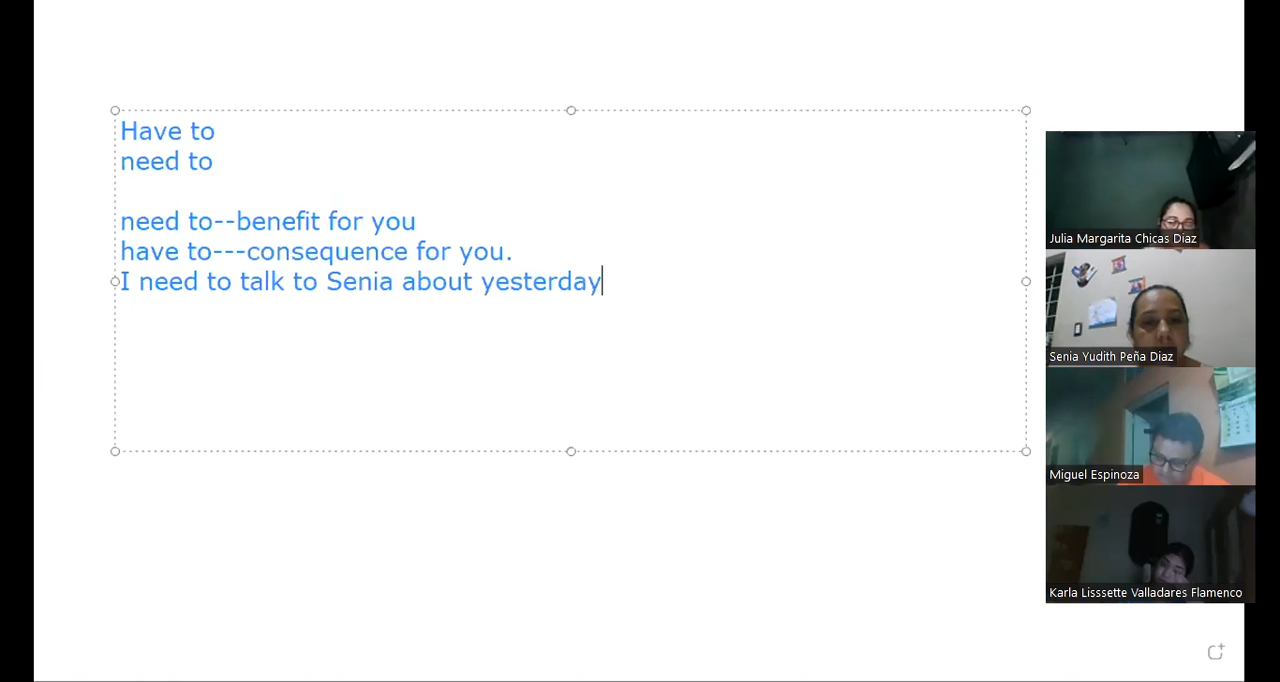 Have to
need to
need to--benefit for you
have to---consequence for you.
I need to talk to Senia about yesterday
Julia Margarita Chicas Diaz
Senia Yudith Peña Diaz
Miguel Espinoza
Karla Lisssette Valladares Flamenco